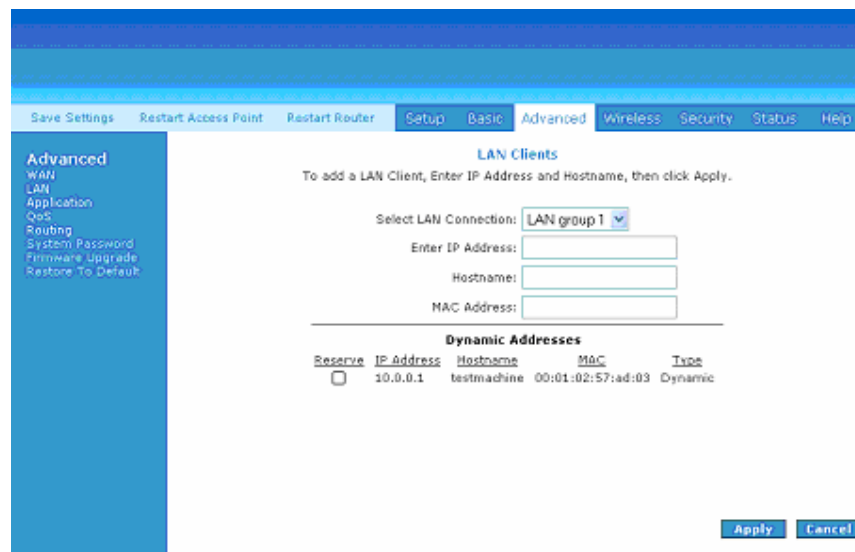 Save Settings Restart Access Point Restart Router Setup Basic Advanced Wireless Security Status Help
Advanced
WAN
LAN
Application
QoS
Routing
System Password
Firmware Upgrade
Restore To Default
LAN Clients
To add a LAN Client, Enter IP Address and Hostname, then click Apply.
Select LAN Connection: LAN group 1
Enter IP Address:
Hostname:
MAC Address:
Dynamic Addresses
Reserve IP Address Hostname MAC Type
10.0.0.1 testmachine 00:01:02:57:ad:03 Dynamic
Apply Cancel